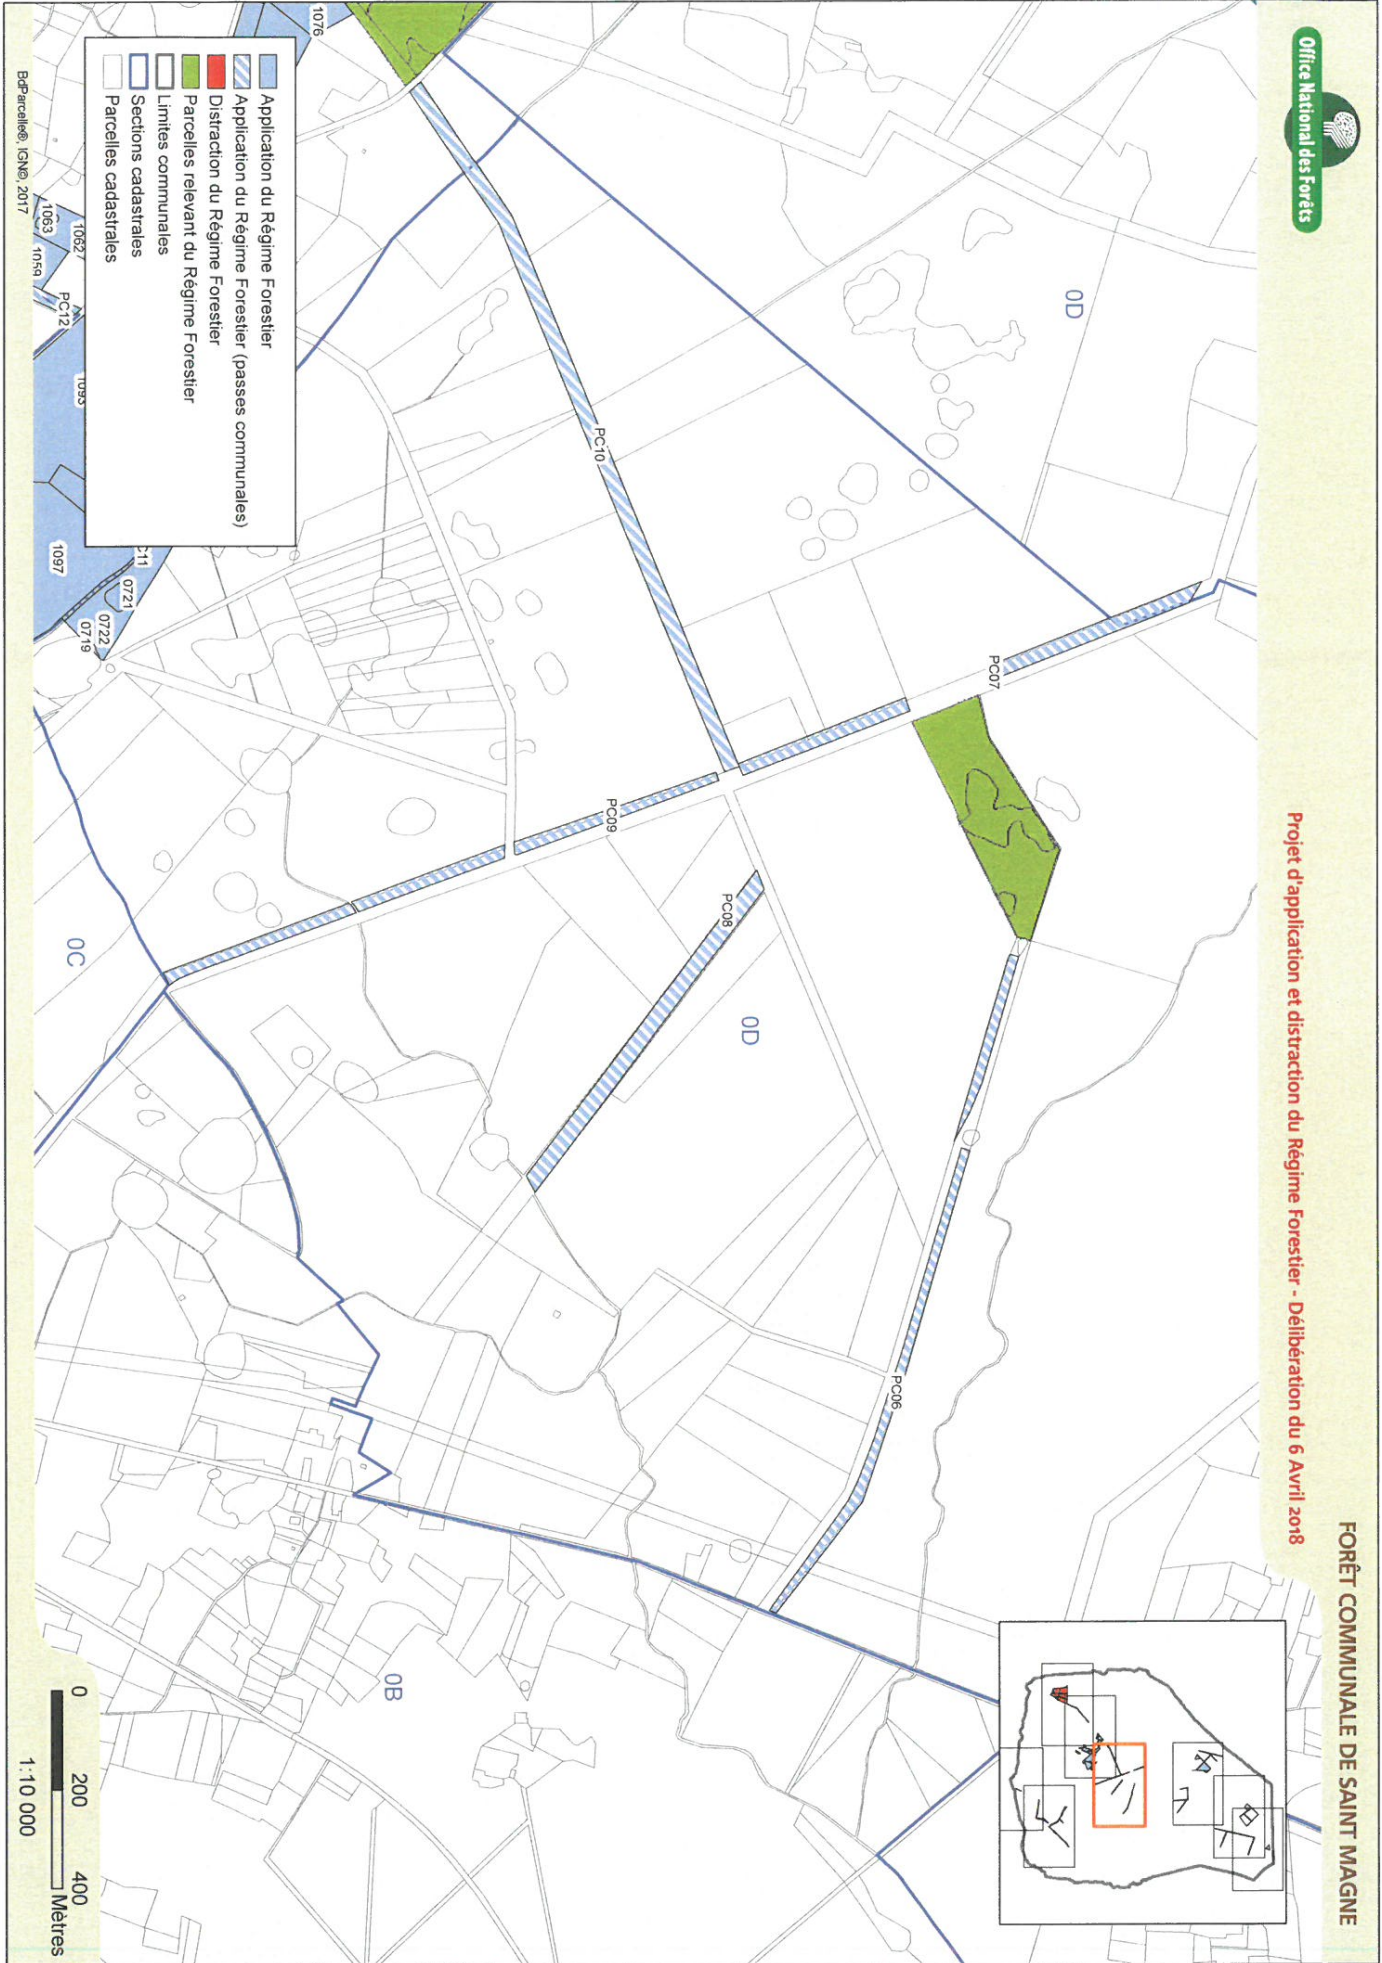 Office National des Forêts
FORÊT COMMUNALE DE SAINT MAGNE
Projet d'application et distraction du Régime Forestier - Délibération du 6 Avril 2018
0D
PC07
PC10
PC06
PC09
PC08
0D
0C
0B
1076
Application du Régime Forestier
Application du Régime Forestier (passes communales)
Distraction du Régime Forestier
Parcelles relevant du Régime Forestier
Limites communales
Sections cadastrales
Parcelles cadastrales
1062
1063
1059
PC12
1093
1097
C11
0721
0722
0719
BdParcelle®, IGN©, 2017
0 200 400
Mètres
1:10 000